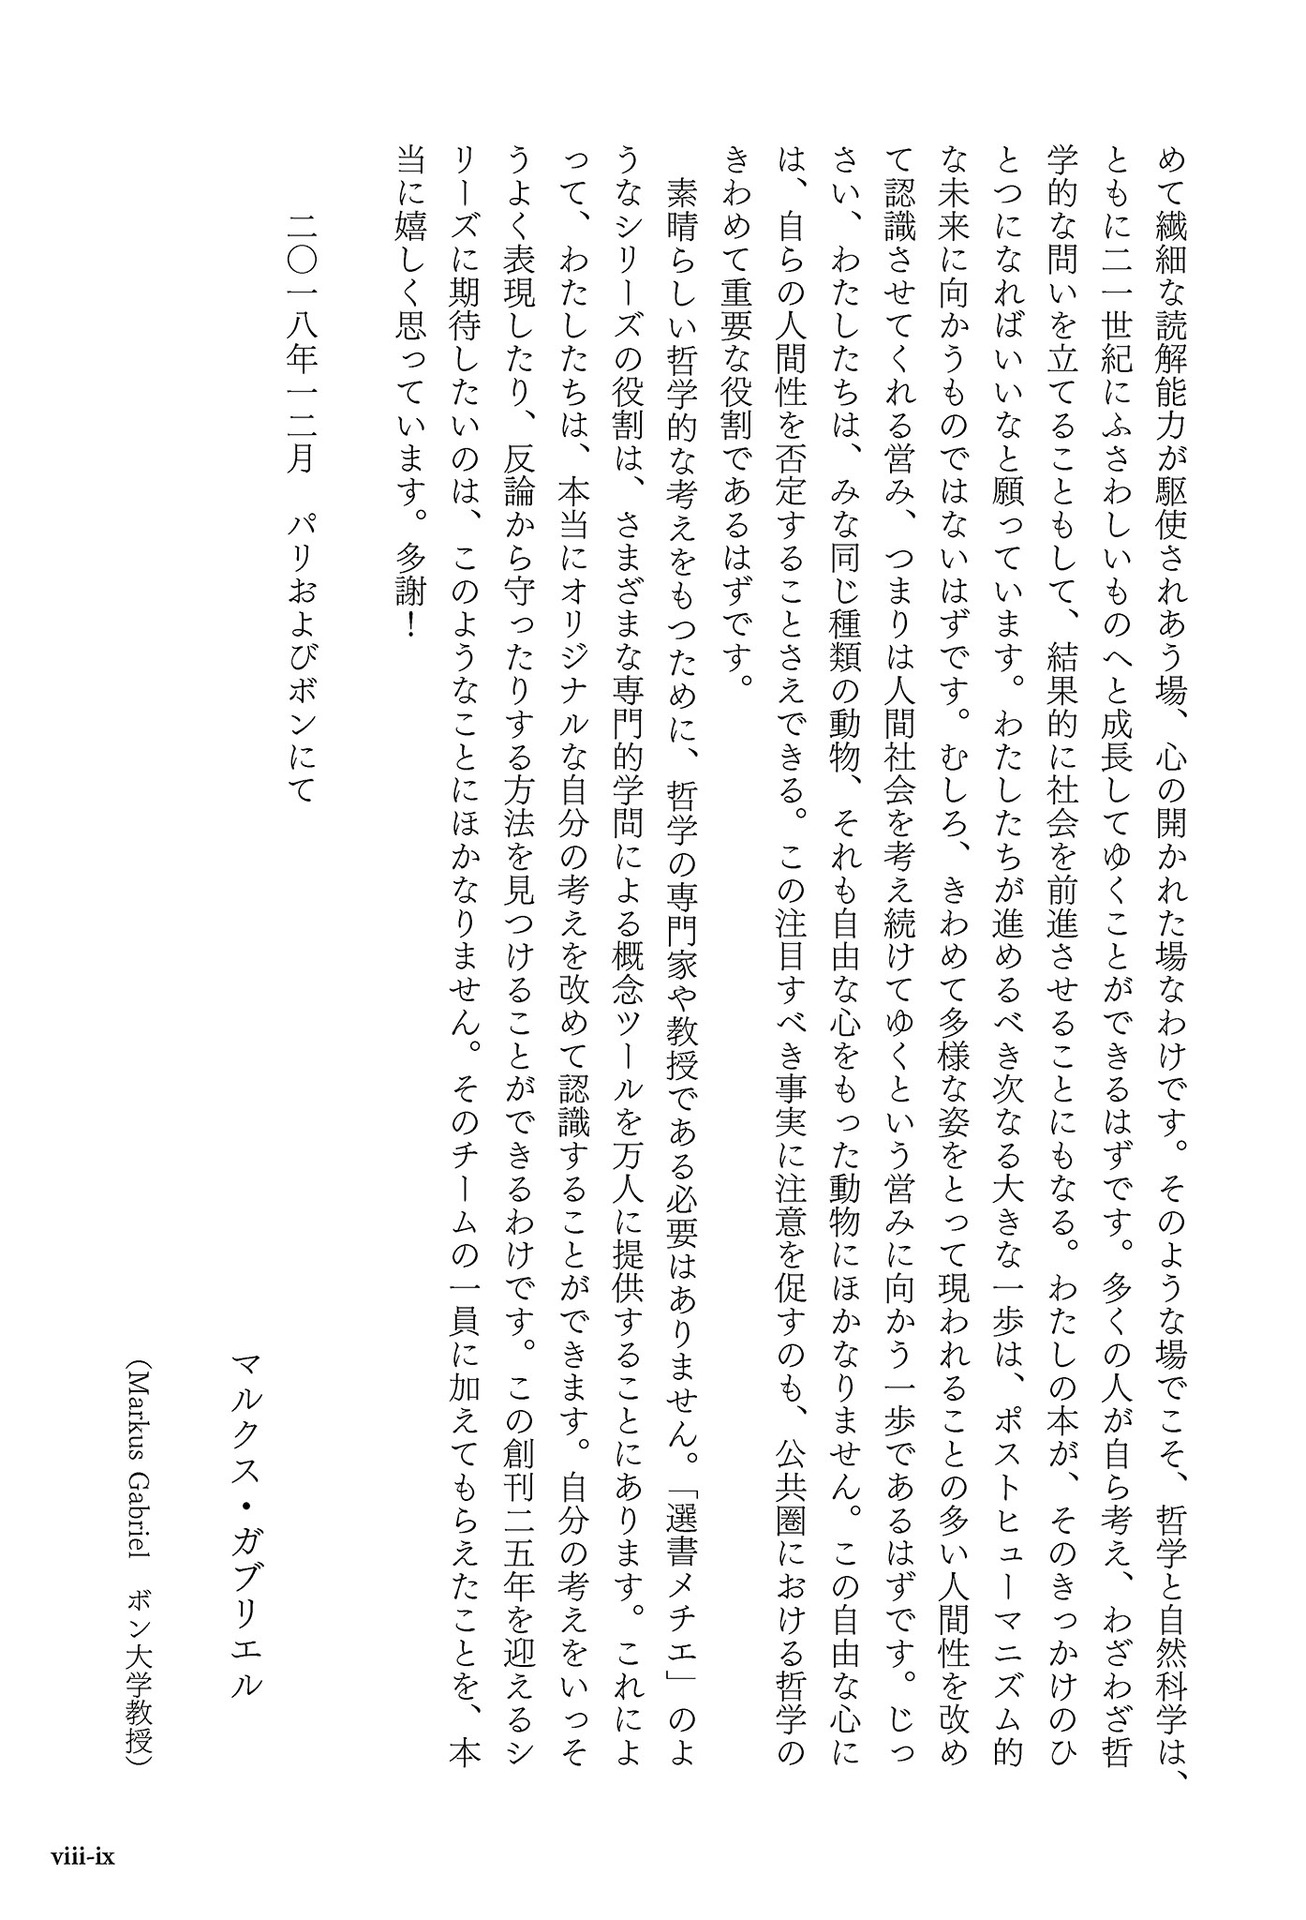 めて繊細な読解能力が駆使されあう場、心の開かれた場なわけです。そのような場でこそ、哲学と自然科学は、
ともに二一世紀にふさわしいものへと成長してゆくことができるはずです。多くの人が自ら考え、わざわざ哲
学的な問いを立てることもして、結果的に社会を前進させることにもなる。わたしの本が、そのきっかけのひ
とつになればいいなと願っています。わたしたちが進めるべき次なる大きな一歩は、ポストヒューマニズム的
な未来に向かうものではないはずです。むしろ、きわめて多様な姿をとって現われることの多い人間性を改め
て認識させてくれる営み、つまりは人間社会を考え続けてゆくという営みに向かう一歩であるはずです。じっ
さい、わたしたちは、みな同じ種類の動物、それも自由な心をもった動物にほかなりません。この自由な心に
は、自らの人間性を否定することさえできる。この注目すべき事実に注意を促すのも、公共圏における哲学の
きわめて重要な役割であるはずです。
素晴らしい哲学的な考えをもつために、哲学の専門家や教授である必要はありません。「選書メチエ」のよ
うなシリーズの役割は、さまざまな専門的学問による概念ツールを万人に提供することにあります。これによ
って、わたしたちは、本当にオリジナルな自分の考えを改めて認識することができます。自分の考えをいっそ
うよく表現したり、反論から守ったりする方法を見つけることができるわけです。この創刊二五年を迎えるシ
リーズに期待したいのは、このようなことにほかなりません。そのチームの一員に加えてもらえたことを、本
当に嬉しく思っています。多謝！
二〇一八年一二月　パリおよびボンにて
マルクス・ガブリエル
（Markus Gabriel　ボン大学教授）
viii-ix